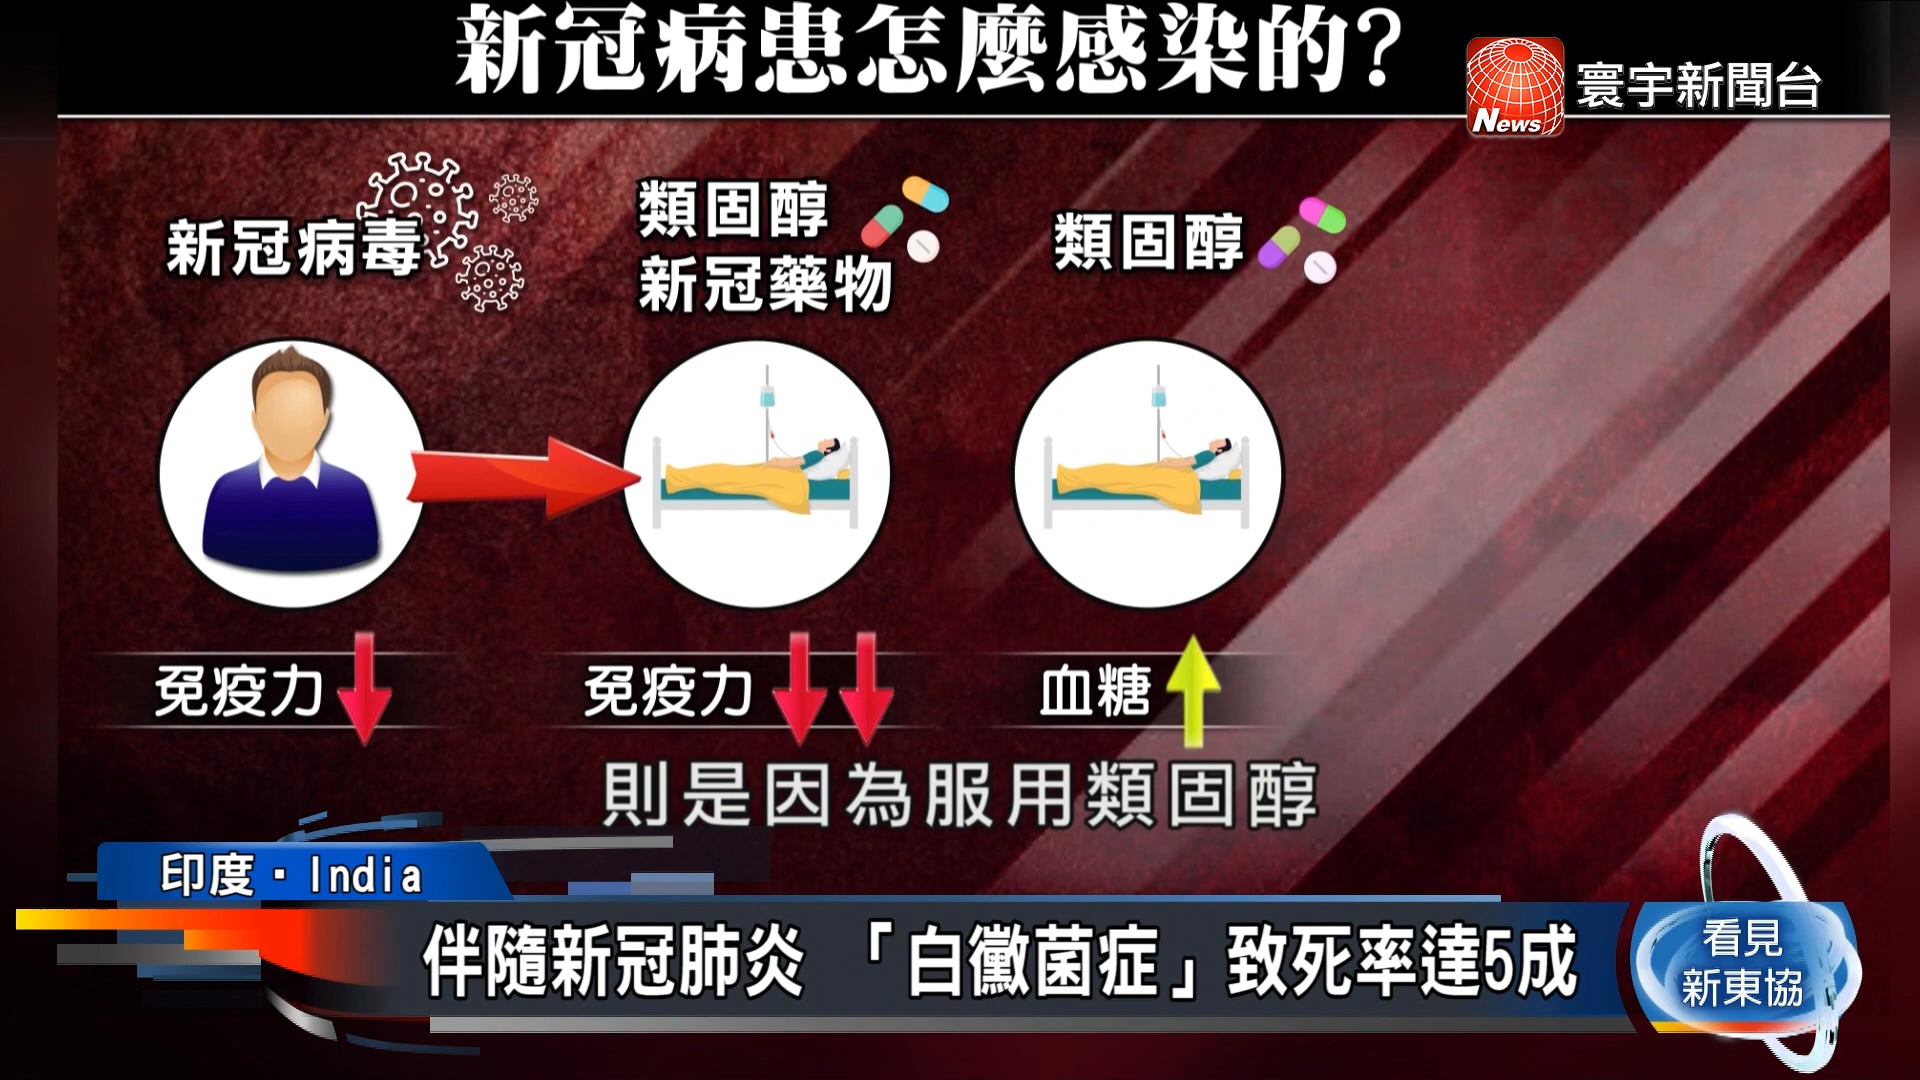 新冠病患怎麼感染的?
News 寰宇新聞台
新冠病毒
類固醇
新冠藥物
類固醇
免疫力
免疫力
血糖
則是因為服用類固醇
印度・India
伴隨新冠肺炎 「白黴菌症」致死率達5成
看見
新東協